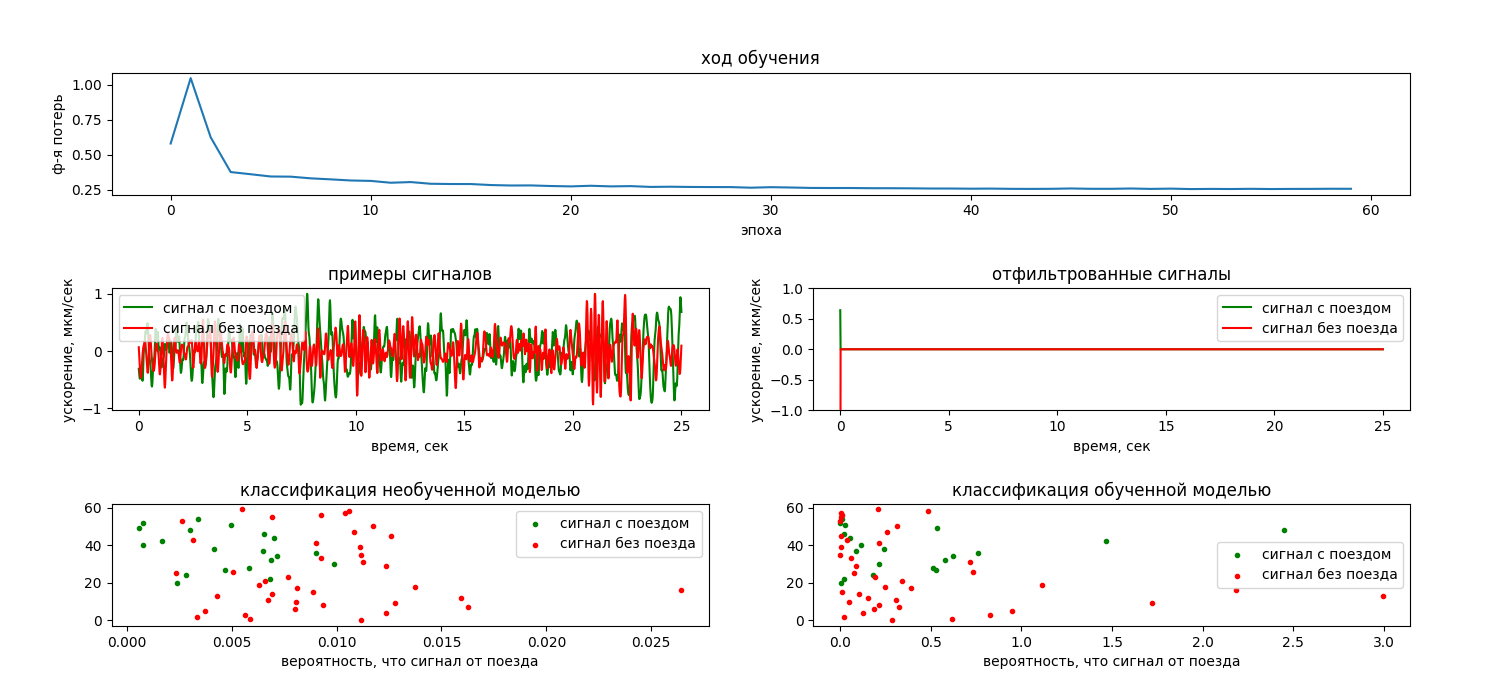 ход обучения
ф-я потерь
1.00
0.75
0.50
0.25
0 10 20 30 40 50 60
эпоха
примеры сигналов
ускорение, мкм/сек
1
0
−1
сигнал с поездом
сигнал без поезда
0 5 10 15 20 25
время, сек
отфильтрованные сигналы
ускорение, мкм/сек
1.0
0.5
0.0
−0.5
−1.0
сигнал с поездом
сигнал без поезда
0 5 10 15 20 25
время, сек
классификация необученной моделью
60
40
20
0
сигнал с поездом
сигнал без поезда
0.000 0.005 0.010 0.015 0.020 0.025
вероятность, что сигнал от поезда
классификация обученной моделью
60
40
20
0
сигнал с поездом
сигнал без поезда
0.0 0.5 1.0 1.5 2.0 2.5 3.0
вероятность, что сигнал от поезда